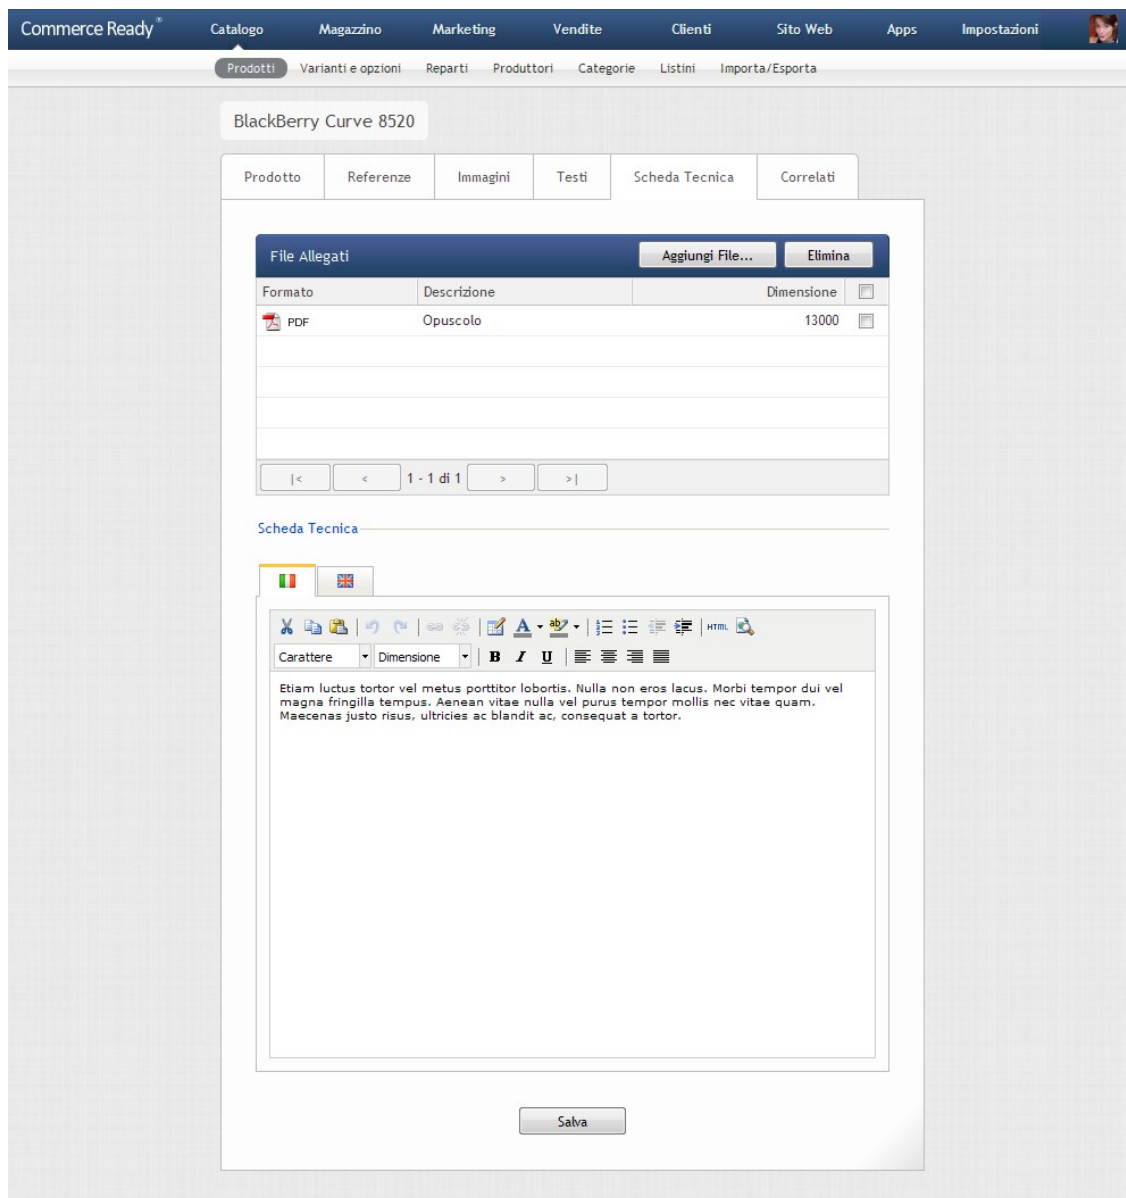 Commerce Ready®
Catalogo Magazzino Marketing Vendite Clienti Sito Web Apps Impostazioni
Prodotti Varianti e opzioni Reparti Produttori Categorie Listini Importa/Esporta
BlackBerry Curve 8520
Prodotto Referenze Immagini Testi Scheda Tecnica Correlati
File Allegati Aggiungi File... Elimina
Formato Descrizione Dimensione
PDF Opuscolo 13000
|< < 1 - 1 di 1 > >|
Scheda Tecnica
HTML
Carattere Dimensione B I U
Etiam luctus tortor vel metus porttitor lobortis. Nulla non eros lacus. Morbi tempor dui vel
magna fringilla tempus. Aenean vitae nulla vel purus tempor mollis nec vitae quam.
Maecenas justo risus, ultricies ac blandit ac, consequat a tortor.
Salva